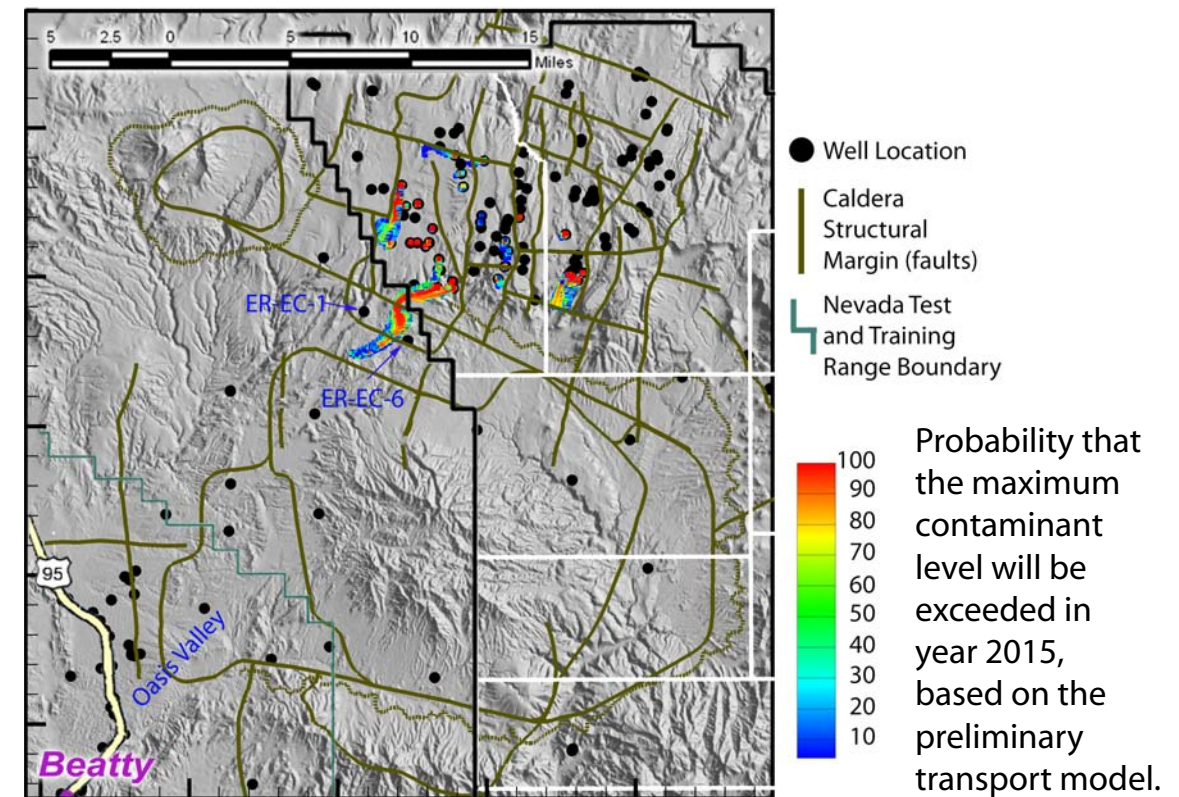 5 2.5 0 5 10 15
Miles
ER-EC-1
ER-EC-6
95
Oasis Valley
Beatty
Well Location
Caldera
Structural
Margin (faults)
Nevada Test
and Training
Range Boundary
100
90
80
70
60
50
40
30
20
10
Probability that
the maximum
contaminant
level will be
exceeded in
year 2015,
based on the
preliminary
transport model.